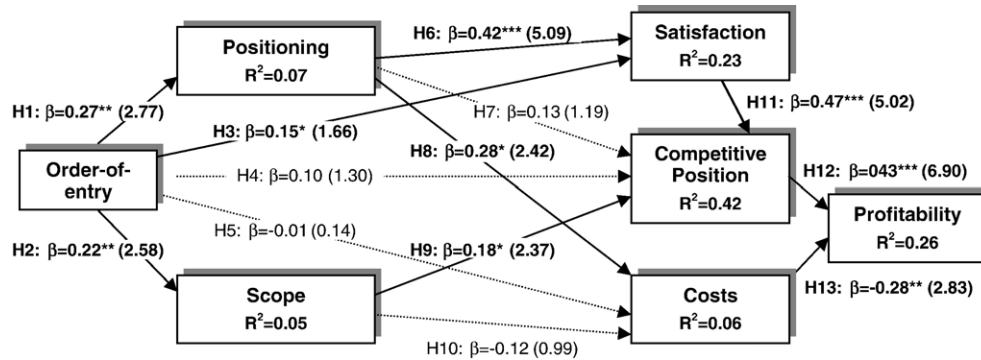 Positioning
R²=0.07
H6: β=0.42*** (5.09)
Satisfaction
R²=0.23
H1: β=0.27** (2.77)
H3: β=0.15* (1.66)
H7: β=0.13 (1.19)
H11: β=0.47*** (5.02)
Order-of-
entry
H8: β=0.28* (2.42)
H4: β=0.10 (1.30)
Competitive
Position
R²=0.42
H12: β=043*** (6.90)
Profitability
R²=0.26
H5: β=-0.01 (0.14)
H2: β=0.22** (2.58)
H9: β=0.18* (2.37)
Scope
R²=0.05
Costs
R²=0.06
H13: β=-0.28** (2.83)
H10: β=-0.12 (0.99)